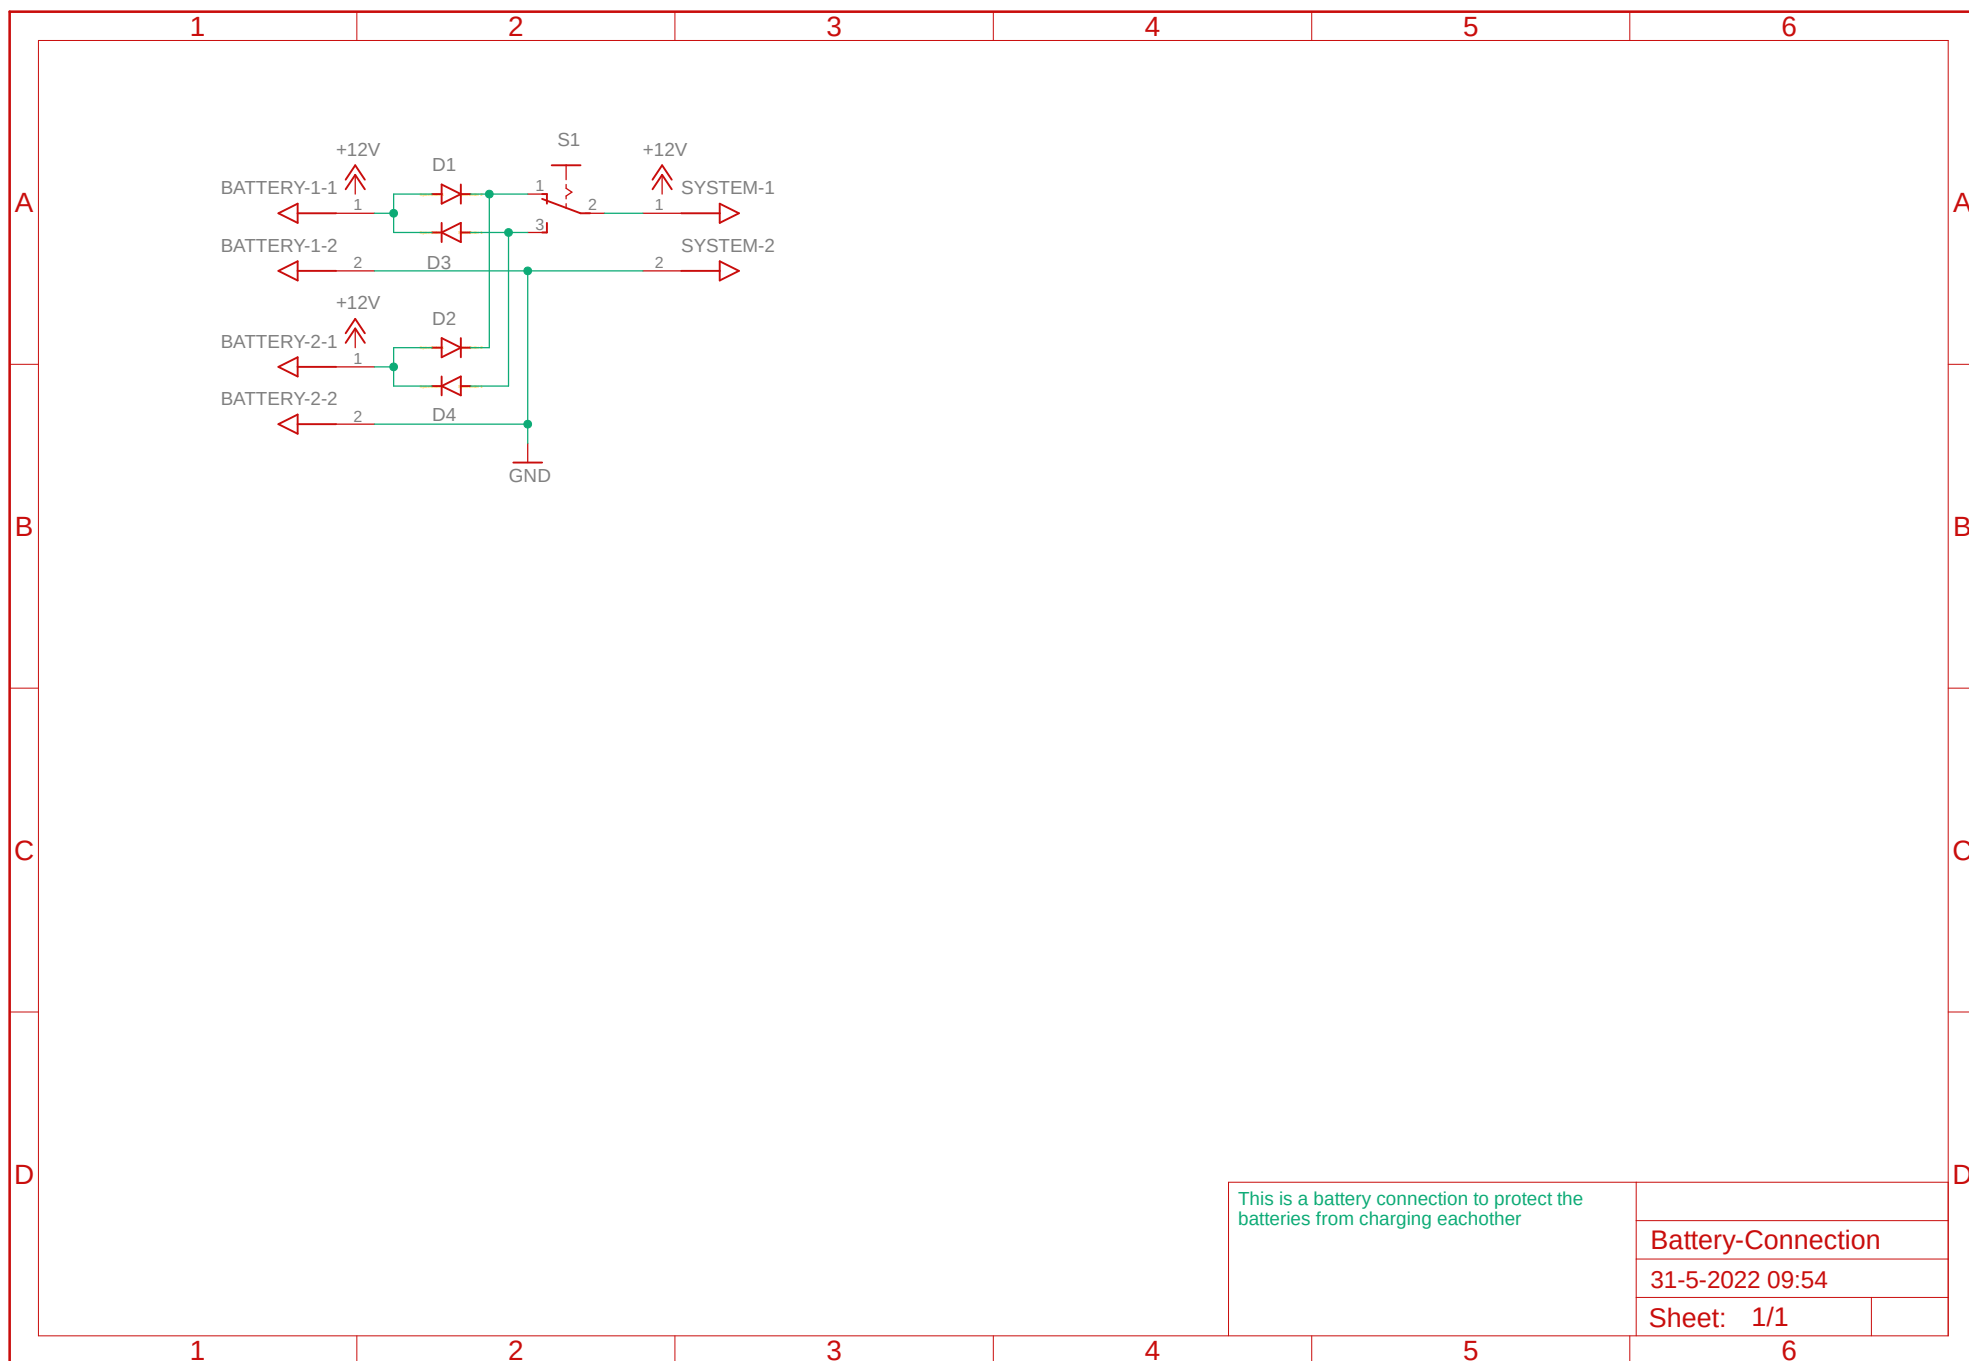 1 2 3 4 5 6
S1
+12V +12V
D1
BATTERY-1-1 1 1 2 1 SYSTEM-1
A A
3
BATTERY-1-2 2 D3 2 SYSTEM-2
+12V
D2
BATTERY-2-1 1
BATTERY-2-2 2 D4
GND
B B
C C
D D
This is a battery connection to protect the
batteries from charging eachother
Battery-Connection
31-5-2022 09:54
Sheet: 1/1
1 2 3 4 5 6